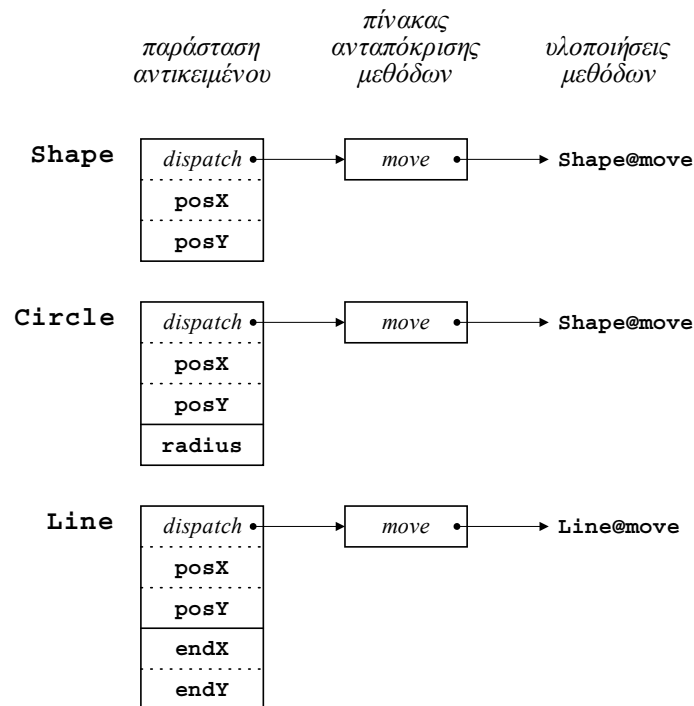 παράσταση αντικειμένου
πίνακας ανταπόκρισης μεθόδων
υλοποιήσεις μεθόδων
Shape dispatch move Shape@move
posX
posY
Circle dispatch move Shape@move
posX
posY
radius
Line dispatch move Line@move
posX
posY
endX
endY